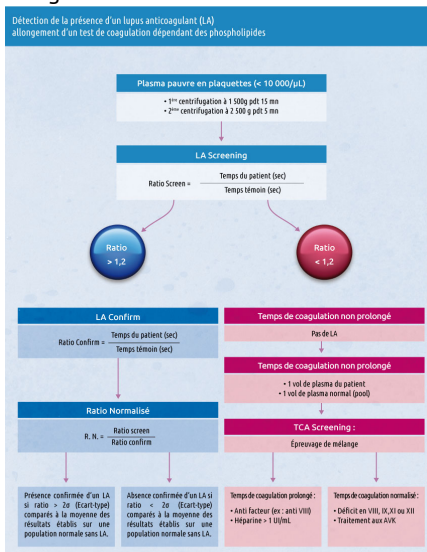 Détection de la présence d'un lupus anticoagulant (LA)
allongement d'un test de coagulation dépendant des phospholipides
Plasma pauvre en plaquettes (< 10 000/µL)
• 1ère centrifugation à 1 500g pdt 15 mn
• 2ème centrifugation à 2 500 g pdt 5 mn
LA Screening
Ratio Screen =
Temps du patient (sec)
Temps témoin (sec)
Ratio
> 1,2
Ratio
< 1,2
LA Confirm
Ratio Confirm =
Temps du patient (sec)
Temps témoin (sec)
Ratio Normalisé
R. N. =
Ratio screen
Ratio confirm
Présence confirmée d'un LA
si ratio > 2σ (Ecart-type)
comparés à la moyenne des
résultats établis sur une
population normale sans LA.
Absence confirmée d'un LA si
ratio < 2σ (Ecart-type)
comparés à la moyenne des
résultats établis sur une
population normale sans LA.
Temps de coagulation non prolongé
Pas de LA
Temps de coagulation non prolongé
• 1 vol de plasma du patient
• 1 vol de plasma normal (pool)
TCA Screening :
Épreuvage de mélange
Temps de coagulation prolongé :
• Anti facteur (ex : anti VIII)
• Héparine > 1 UI/mL
Temps de coagulation normalisé :
• Déficit en VIII, IX,XI ou XII
• Traitement aux AVK